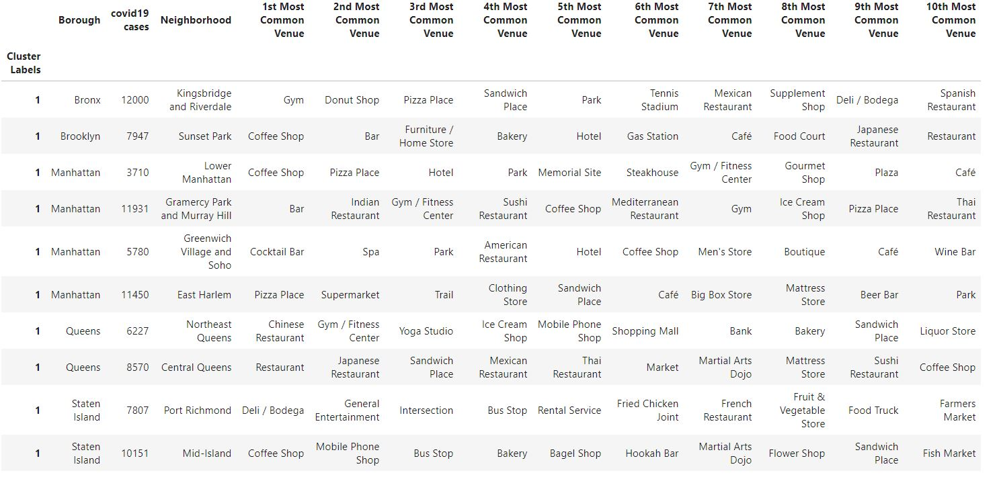 Borough covid19 cases Neighborhood 1st Most Common Venue 2nd Most Common Venue 3rd Most Common Venue 4th Most Common Venue 5th Most Common Venue 6th Most Common Venue 7th Most Common Venue 8th Most Common Venue 9th Most Common Venue 10th Most Common Venue
Cluster Labels
1 Bronx 12000 Kingsbridge and Riverdale Gym Donut Shop Pizza Place Sandwich Place Park Tennis Stadium Mexican Restaurant Supplement Shop Deli / Bodega Spanish Restaurant
1 Brooklyn 7947 Sunset Park Coffee Shop Bar Furniture / Home Store Bakery Hotel Gas Station Café Food Court Japanese Restaurant Restaurant
1 Manhattan 3710 Lower Manhattan Coffee Shop Pizza Place Hotel Park Memorial Site Steakhouse Gym / Fitness Center Gourmet Shop Plaza Café
1 Manhattan 11931 Gramercy Park and Murray Hill Bar Indian Restaurant Gym / Fitness Center Sushi Restaurant Coffee Shop Mediterranean Restaurant Gym Ice Cream Shop Pizza Place Thai Restaurant
1 Manhattan 5780 Greenwich Village and Soho Cocktail Bar Spa Park American Restaurant Hotel Coffee Shop Men's Store Boutique Café Wine Bar
1 Manhattan 11450 East Harlem Pizza Place Supermarket Trail Clothing Store Sandwich Place Café Big Box Store Mattress Store Beer Bar Park
1 Queens 6227 Northeast Queens Chinese Restaurant Gym / Fitness Center Yoga Studio Ice Cream Shop Mobile Phone Shop Shopping Mall Bank Bakery Sandwich Place Liquor Store
1 Queens 8570 Central Queens Restaurant Japanese Restaurant Sandwich Place Mexican Restaurant Thai Restaurant Market Martial Arts Dojo Mattress Store Sushi Restaurant Coffee Shop
1 Staten Island 7807 Port Richmond Deli / Bodega General Entertainment Intersection Bus Stop Rental Service Fried Chicken Joint French Restaurant Fruit & Vegetable Store Food Truck Farmers Market
1 Staten Island 10151 Mid-Island Coffee Shop Mobile Phone Shop Bus Stop Bakery Bagel Shop Hookah Bar Martial Arts Dojo Flower Shop Sandwich Place Fish Market